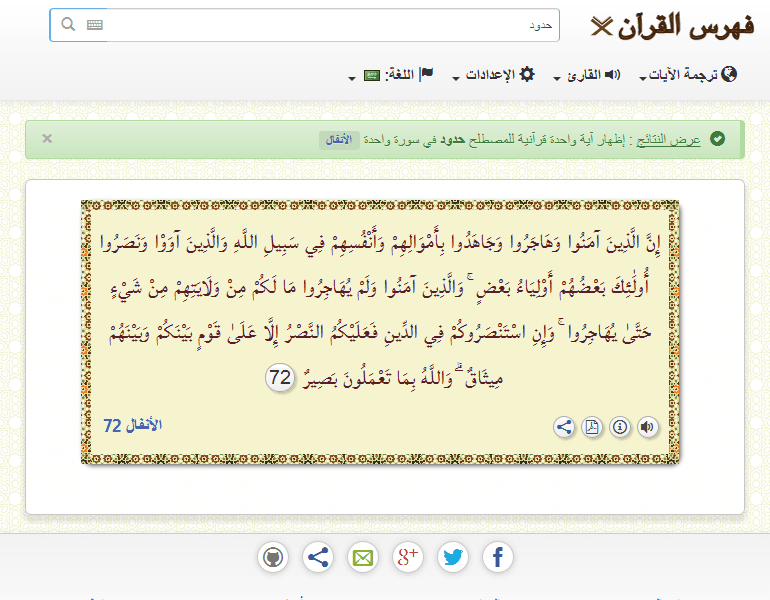 فهرس القرآن
حدود
ترجمة الآيات
القارئ
الإعدادات
اللغة:
عرض النتائج : إظهار آية واحدة قرآنية للمصطلح حدود في سورة واحدة الأنفال
إِنَّ الَّذِينَ آمَنُوا وَهَاجَرُوا وَجَاهَدُوا بِأَمْوَالِهِمْ وَأَنْفُسِهِمْ فِي سَبِيلِ اللَّهِ وَالَّذِينَ آوَوْا وَنَصَرُوا
أُولَٰئِكَ بَعْضُهُمْ أَوْلِيَاءُ بَعْضٍ ۚ وَالَّذِينَ آمَنُوا وَلَمْ يُهَاجِرُوا مَا لَكُمْ مِنْ وَلَايَتِهِمْ مِنْ شَيْءٍ
حَتَّىٰ يُهَاجِرُوا ۚ وَإِنِ اسْتَنْصَرُوكُمْ فِي الدِّينِ فَعَلَيْكُمُ النَّصْرُ إِلَّا عَلَىٰ قَوْمٍ بَيْنَكُمْ وَبَيْنَهُمْ
مِيثَاقٌ ۗ وَاللَّهُ بِمَا تَعْمَلُونَ بَصِيرٌ 72
الأنفال 72